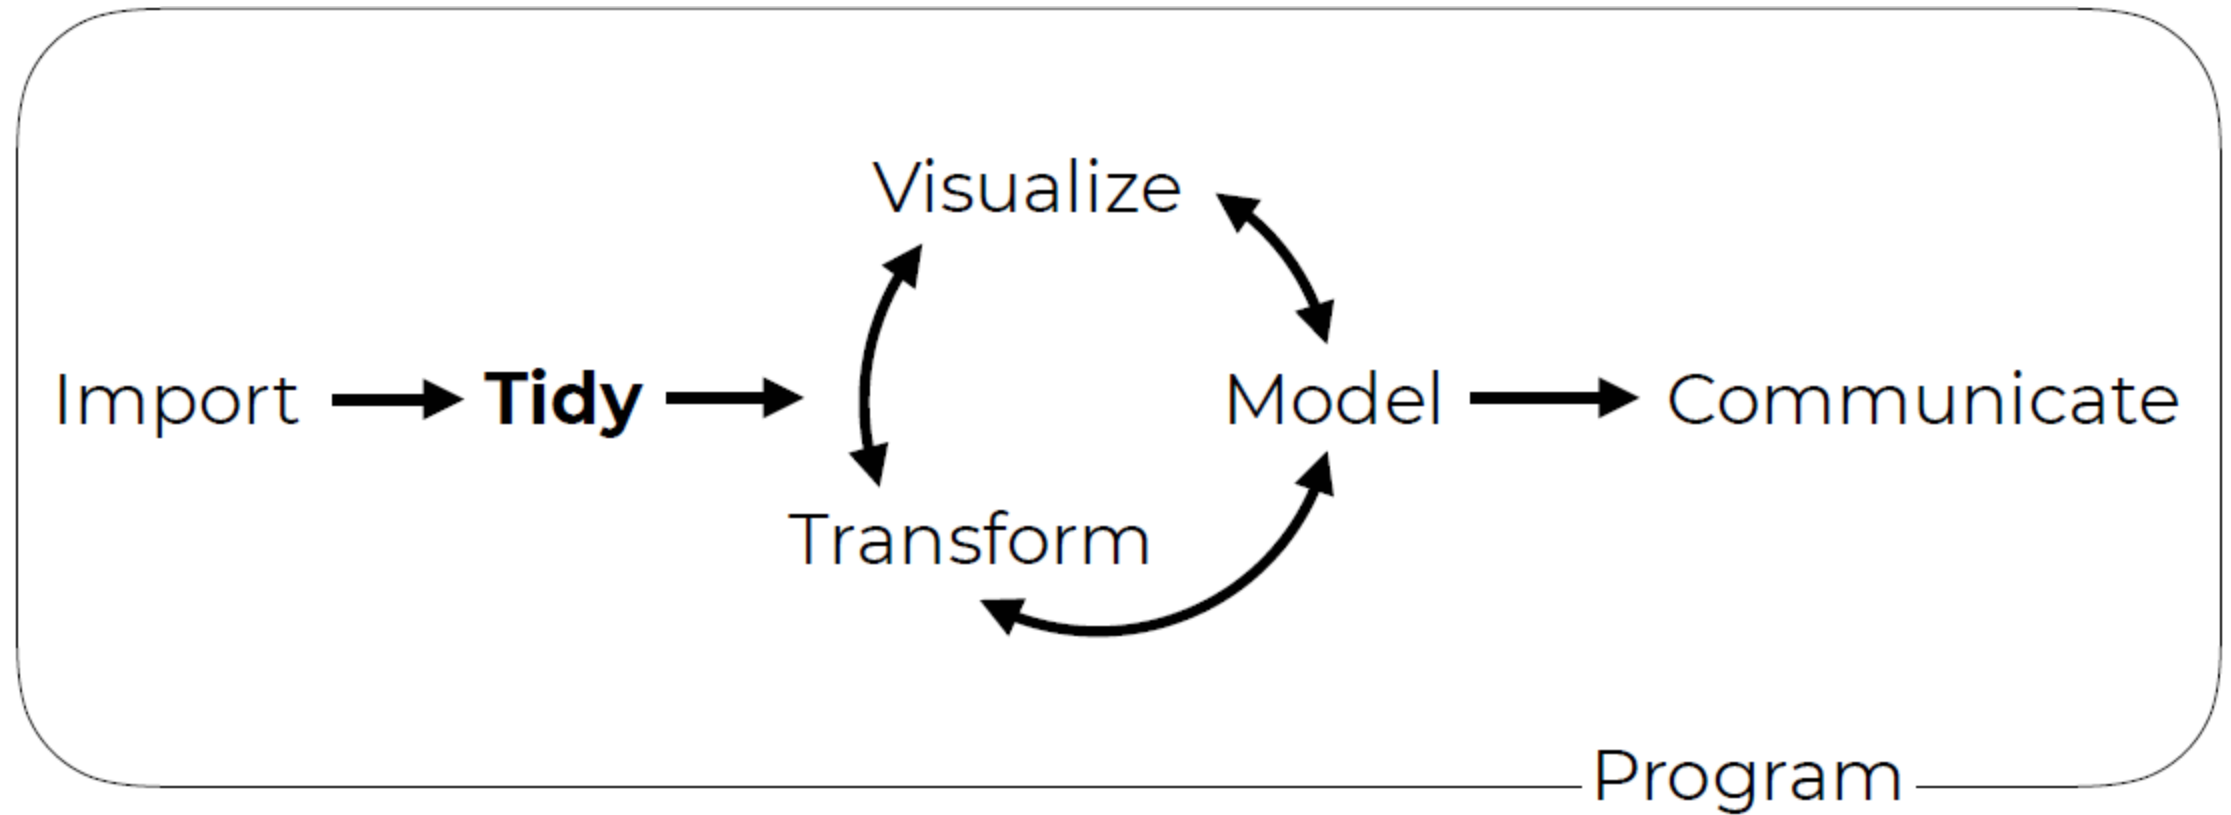 Visualize
Import
Tidy
Model
Communicate
Transform
Program